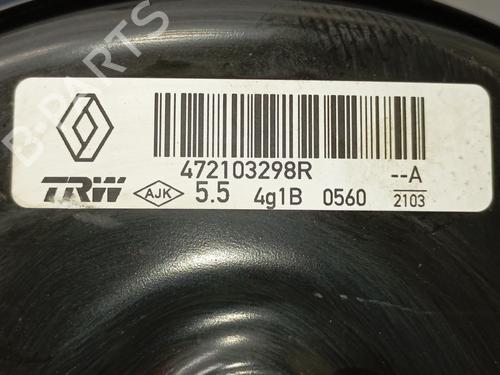 472103298R --A
TRW AJK 5.5 4g1B 0560 2103
B-PARTS